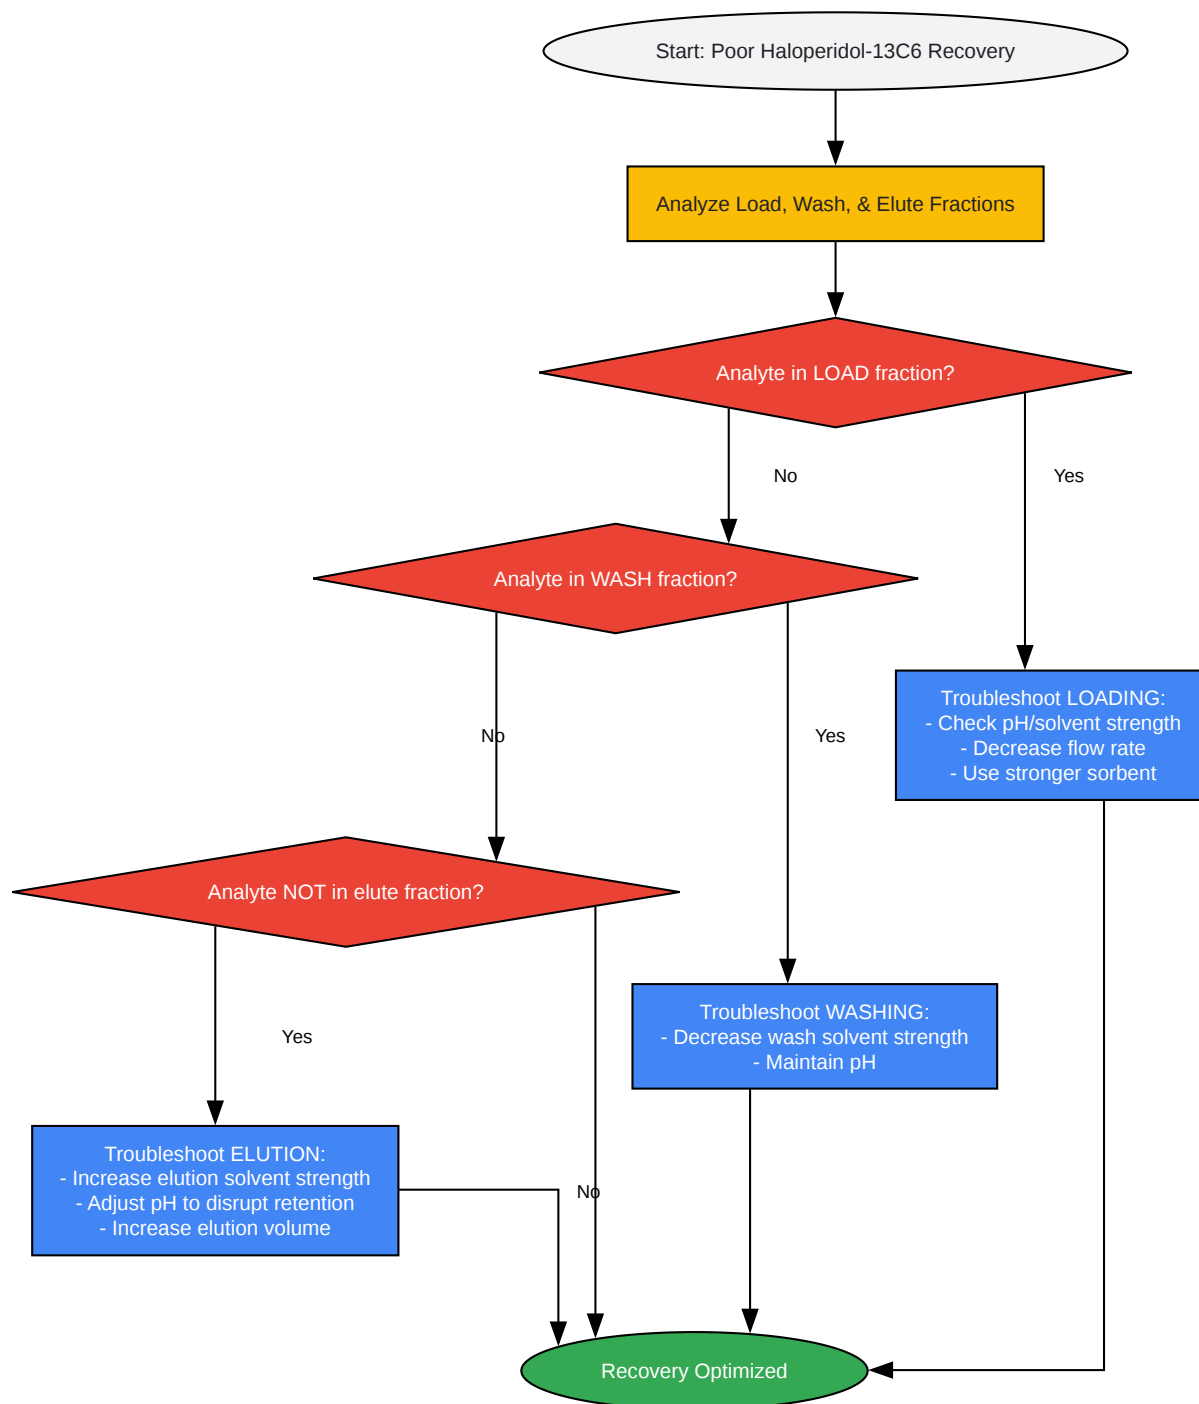 Start: Poor Haloperidol-13C6 Recovery
Analyze Load, Wash, & Elute Fractions
Analyte in LOAD fraction?
No
Yes
Analyte in WASH fraction?
Troubleshoot LOADING:
- Check pH/solvent strength
- Decrease flow rate
- Use stronger sorbent
No
Yes
Analyte NOT in elute fraction?
Troubleshoot WASHING:
- Decrease wash solvent strength
- Maintain pH
Yes
Troubleshoot ELUTION:
- Increase elution solvent strength
- Adjust pH to disrupt retention
- Increase elution volume
No
Recovery Optimized